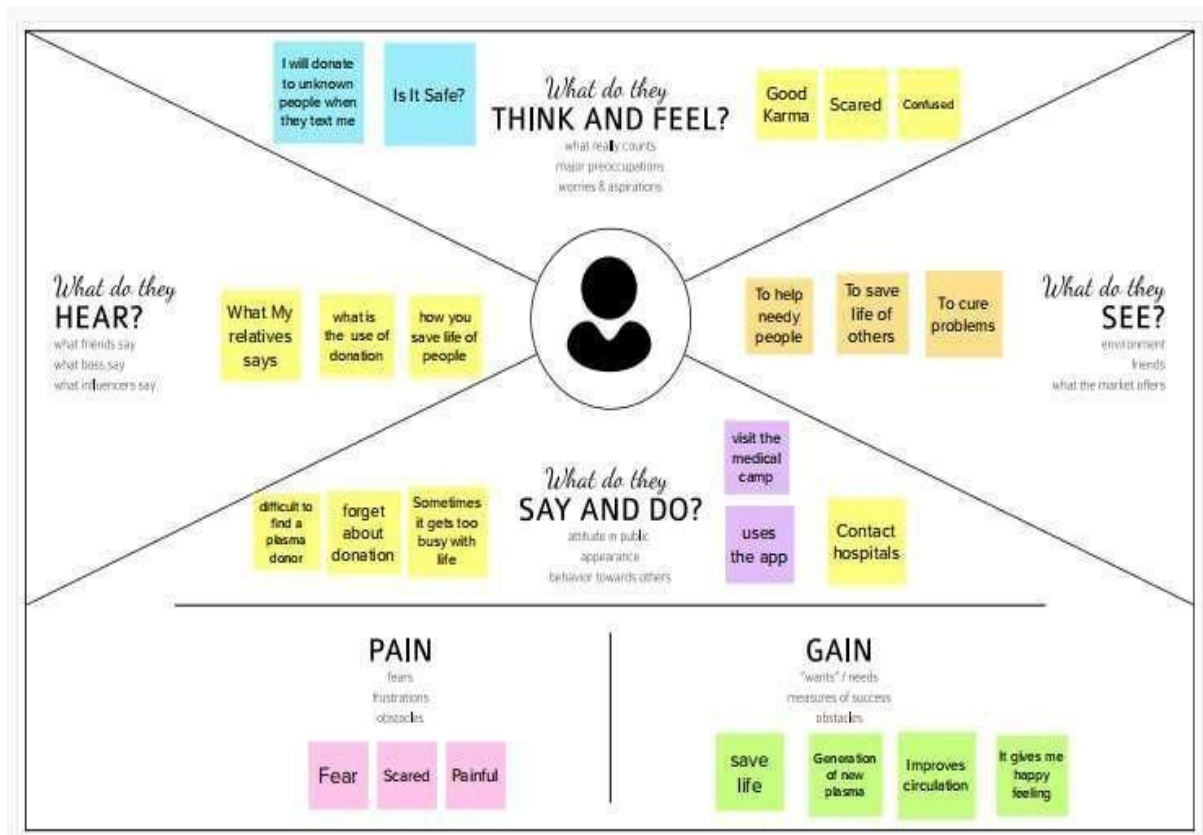 I will donate
to unknown
people when
they text me
Is It Safe?
What do they
THINK AND FEEL?
what really counts
major preoccupations
worries & aspirations
Good
Karma
Scared
Confused
What do they
HEAR?
what friends say
what boss say
what influencers say
What My
relatives
says
what is
the use of
donation
how you
save life of
people
To help
needy
people
To save
life of
others
To cure
problems
What do they
SEE?
environment
friends
what the market offers
difficult to
find a
plasma
donor
forget
about
donation
Sometimes
it gets too
busy with
life
What do they
SAY AND DO?
attitude in public
appearance
behavior towards others
visit the
medical
camp
uses
the app
Contact
hospitals
PAIN
fears
frustrations
obstacles
Fear
Scared
Painful
GAIN
"wants" / needs
measures of success
obstacles
save
life
Generation
of new
plasma
Improves
circulation
It gives me
happy
feeling